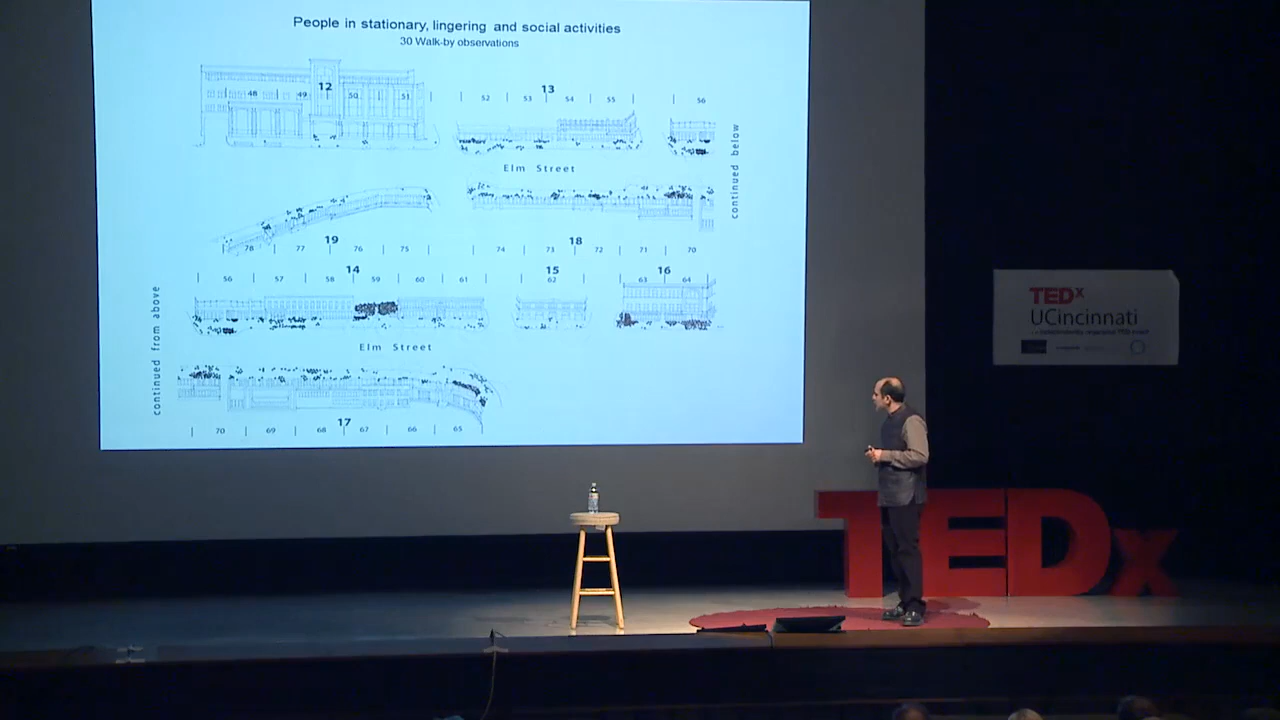 People in stationary, lingering and social activities
30 Walk-by observations
12
48 49 50 51
13
52 53 54 55 56
continued below
Elm Street
19
78 77 76 75
18
74 73 72 71 70
14
56 57 58 59 60 61
15
62
16
63 64
continued from above
Elm Street
17
70 69 68 67 66 65
TEDx
UCincinnati
TEDx